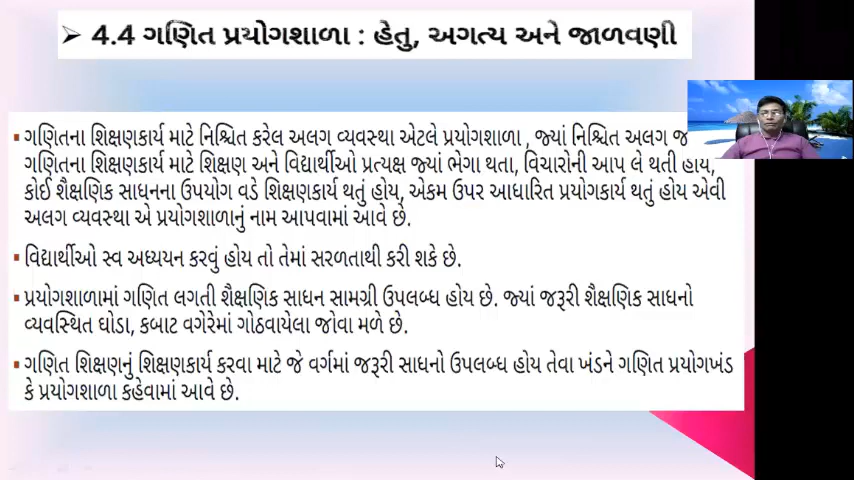 ➢ 4.4 ગણિત પ્રયોગશાળા : હેતુ, અગત્ય અને જાળવણી
▪ ગણિતના શિક્ષણકાર્ય માટે નિશ્ચિત કરેલ અલગ વ્યવસ્થા એટલે પ્રયોગશાળા , જ્યાં નિશ્ચિત અલગ જ
ગણિતના શિક્ષણકાર્ય માટે શિક્ષણ અને વિદ્યાર્થીઓ પ્રત્યક્ષ જ્યાં ભેગા થતા, વિચારોની આપ લે થતી હોય,
કોઈ શૈક્ષણિક સાધનના ઉપયોગ વડે શિક્ષણકાર્ય થતું હોય, એકમ ઉપર આધારિત પ્રયોગકાર્ય થતું હોય એવી
અલગ વ્યવસ્થા એ પ્રયોગશાળાનું નામ આપવામાં આવે છે.
▪ વિદ્યાર્થીઓ સ્વ અધ્યયન કરવું હોય તો તેમાં સરળતાથી કરી શકે છે.
▪ પ્રયોગશાળામાં ગણિત લગતી શૈક્ષણિક સાધન સામગ્રી ઉપલબ્ધ હોય છે. જ્યાં જરૂરી શૈક્ષણિક સાધનો
વ્યવસ્થિત ઘોડા, કબાટ વગેરેમાં ગોઠવાયેલા જોવા મળે છે.
▪ ગણિત શિક્ષણનું શિક્ષણકાર્ય કરવા માટે જે વર્ગમાં જરૂરી સાધનો ઉપલબ્ધ હોય તેવા ખંડને ગણિત પ્રયોગખંડ
કે પ્રયોગશાળા કહેવામાં આવે છે.